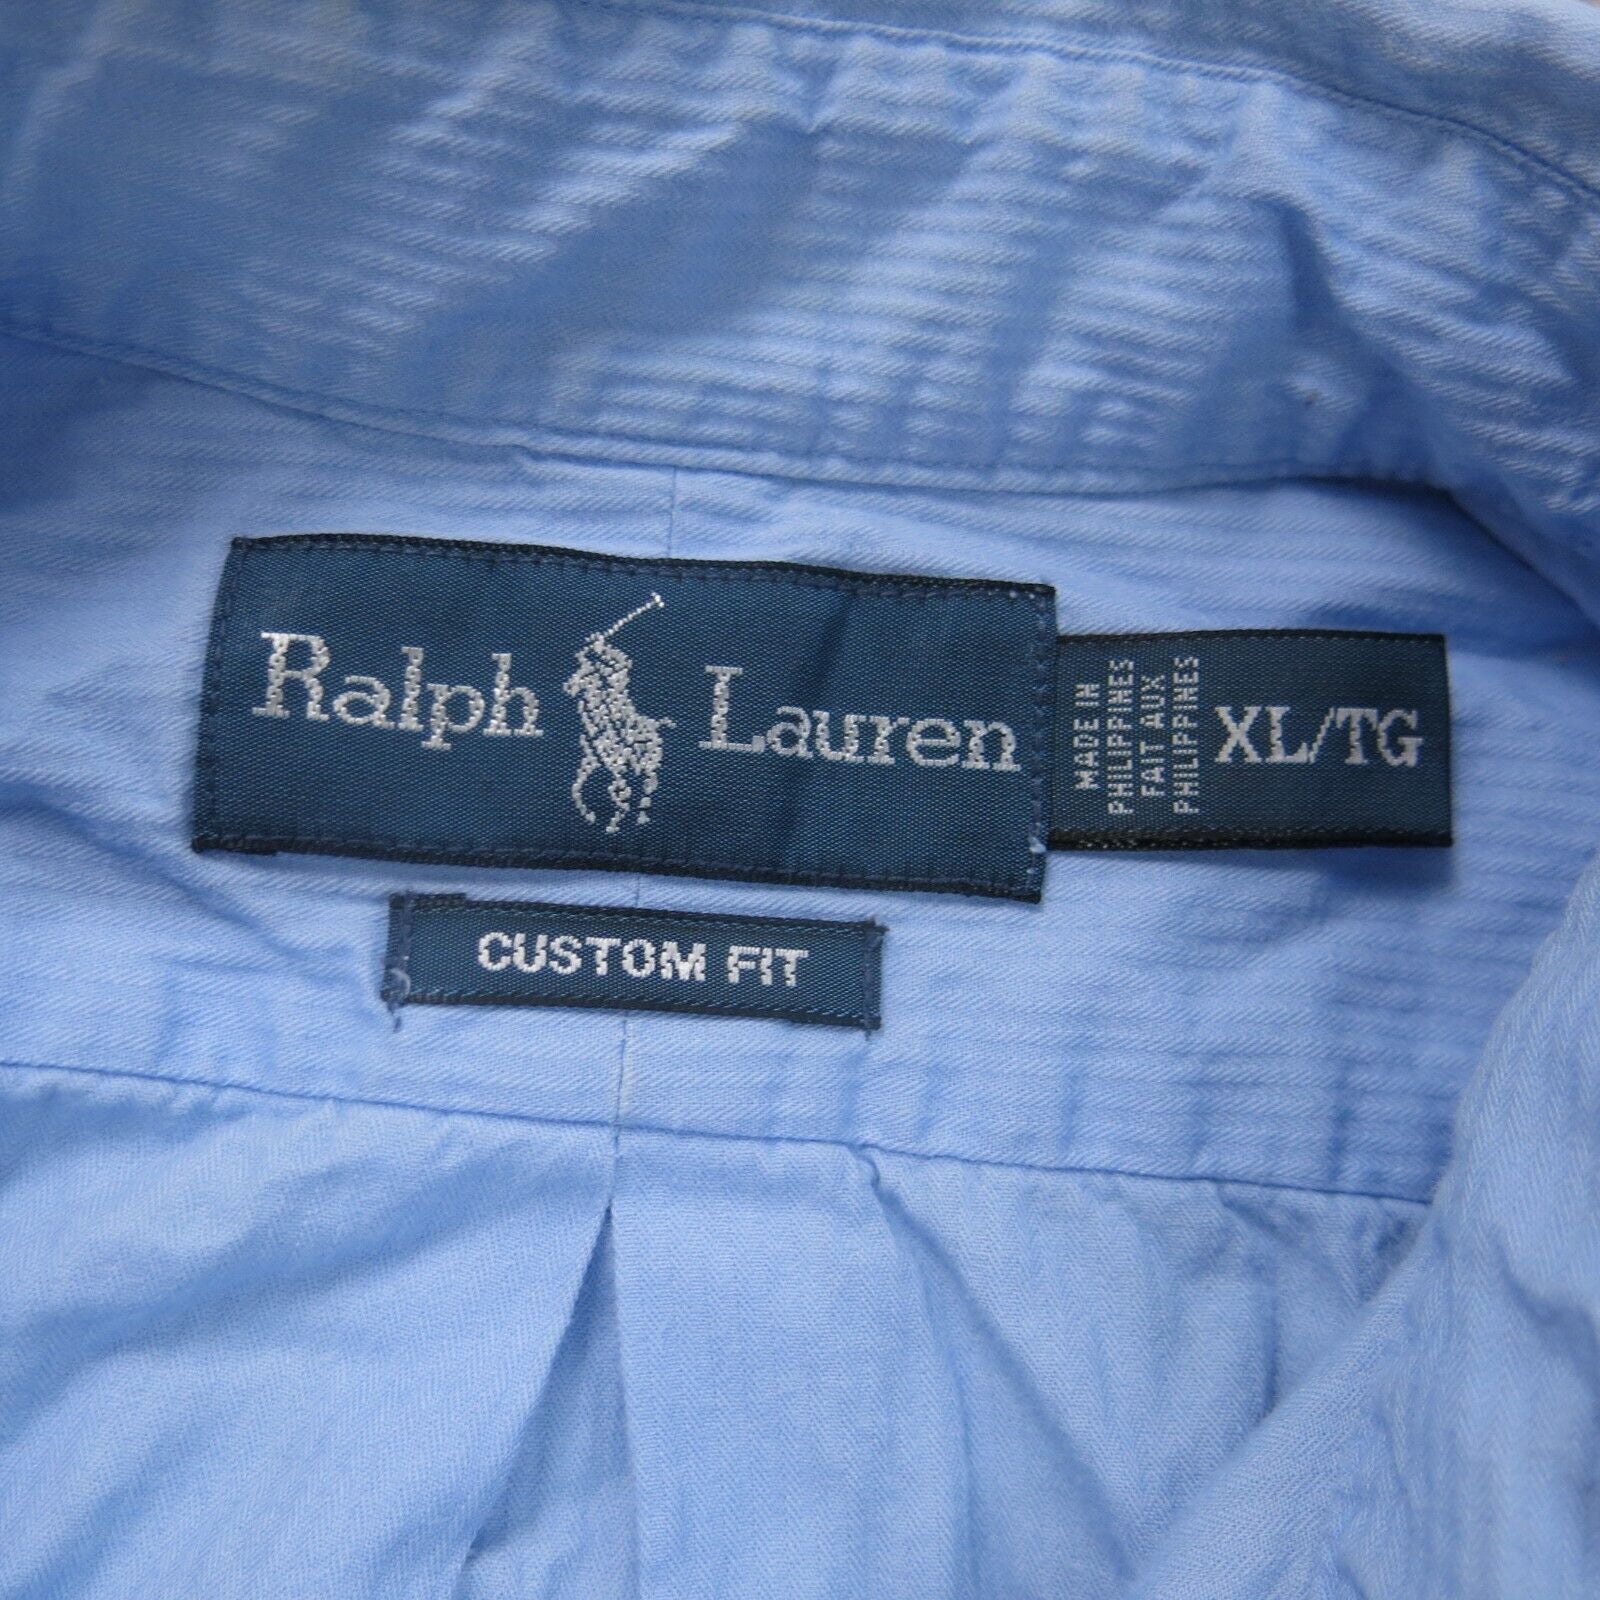 Ralph Lauren
MADE IN
PHILIPPINES
FAIT AUX
PHILIPPINES
XL/TG
CUSTOM FIT